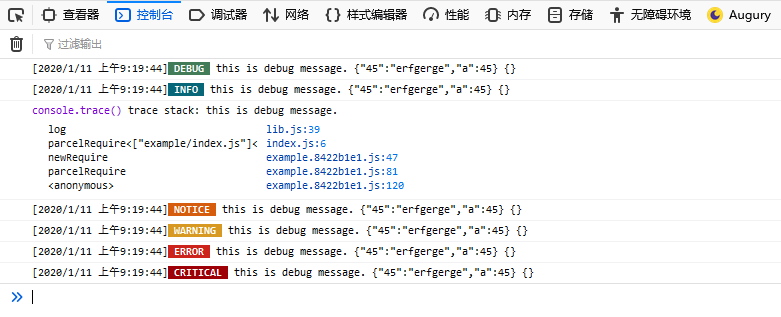 查看器 控制台 调试器 网络 样式编辑器 性能 内存 存储 无障碍环境 Augury
过滤输出
[2020/1/11 上午9:19:44] DEBUG this is debug message. {"45":"erfgerge","a":45} {}
[2020/1/11 上午9:19:44] INFO this is debug message. {"45":"erfgerge","a":45} {}
console.trace() trace stack: this is debug message.
log lib.js:39
parcelRequire<["example/index.js"]< index.js:6
newRequire example.8422b1e1.js:47
parcelRequire example.8422b1e1.js:81
<anonymous> example.8422b1e1.js:120
[2020/1/11 上午9:19:44] NOTICE this is debug message. {"45":"erfgerge","a":45} {}
[2020/1/11 上午9:19:44] WARNING this is debug message. {"45":"erfgerge","a":45} {}
[2020/1/11 上午9:19:44] ERROR this is debug message. {"45":"erfgerge","a":45} {}
[2020/1/11 上午9:19:44] CRITICAL this is debug message. {"45":"erfgerge","a":45} {}